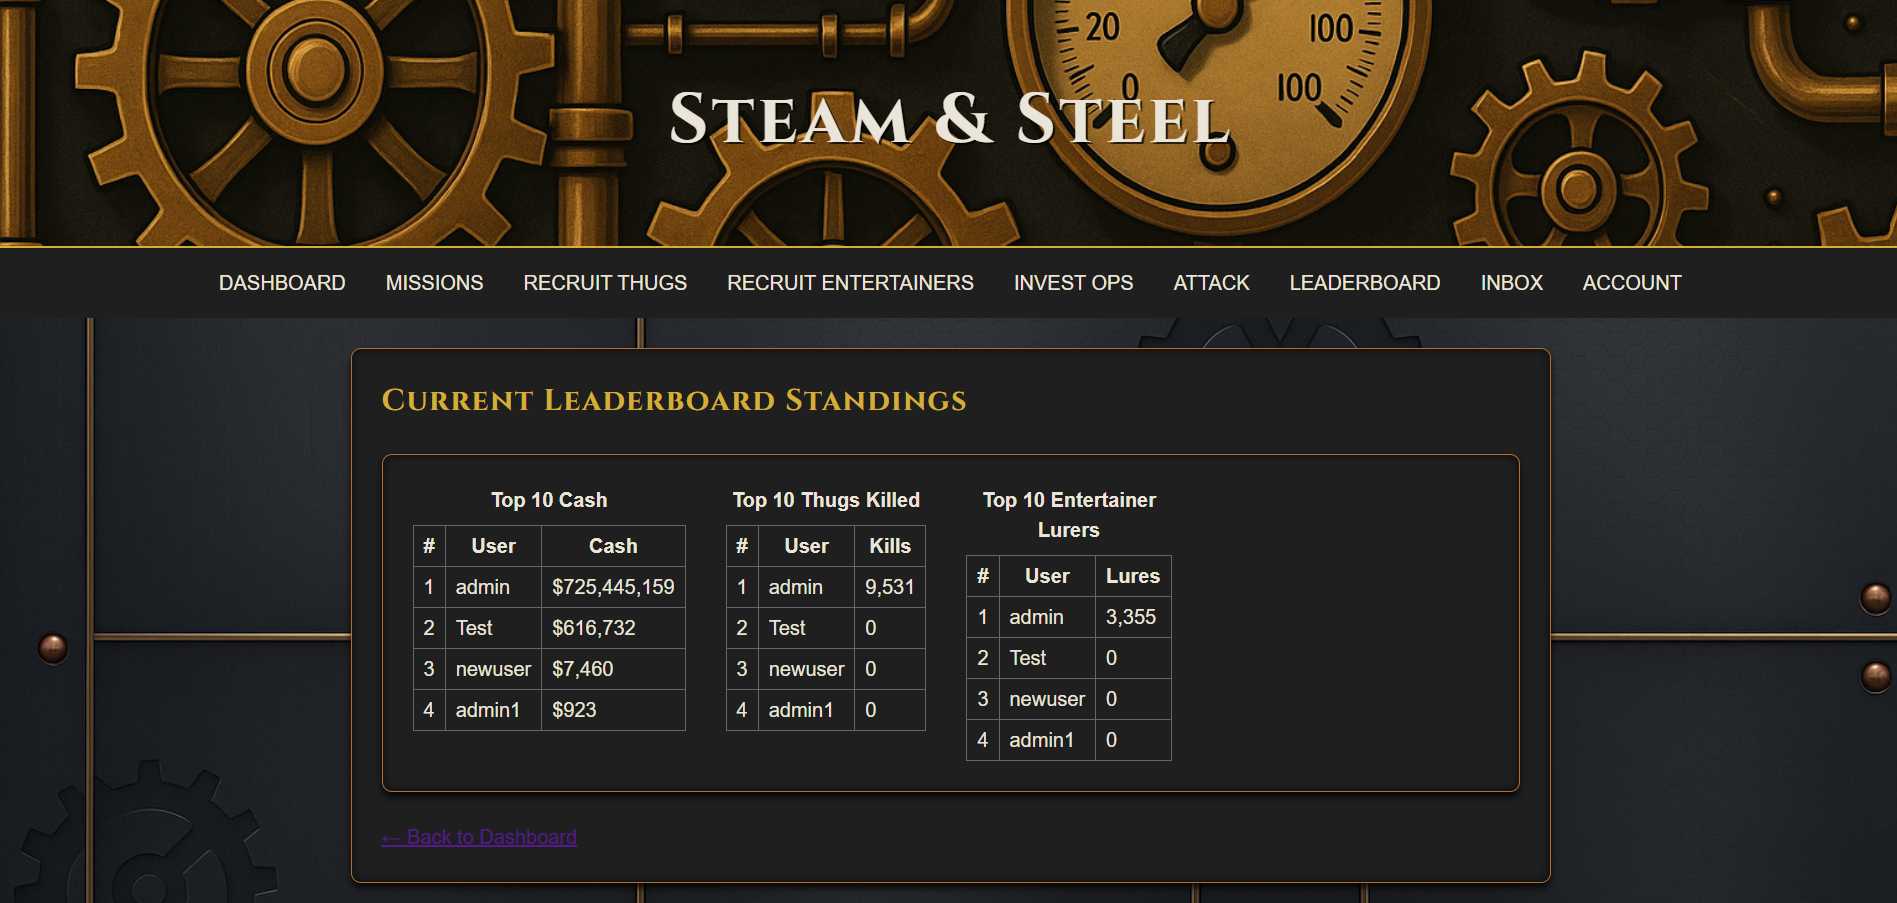 20
100
0
100
STEAM & STEEL
DASHBOARD MISSIONS RECRUIT THUGS RECRUIT ENTERTAINERS INVEST OPS ATTACK LEADERBOARD INBOX ACCOUNT
CURRENT LEADERBOARD STANDINGS
Top 10 Cash
# User Cash
1 admin $725,445,159
2 Test $616,732
3 newuser $7,460
4 admin1 $923
Top 10 Thugs Killed
# User Kills
1 admin 9,531
2 Test 0
3 newuser 0
4 admin1 0
Top 10 Entertainer
Lurers
# User Lures
1 admin 3,355
2 Test 0
3 newuser 0
4 admin1 0
← Back to Dashboard